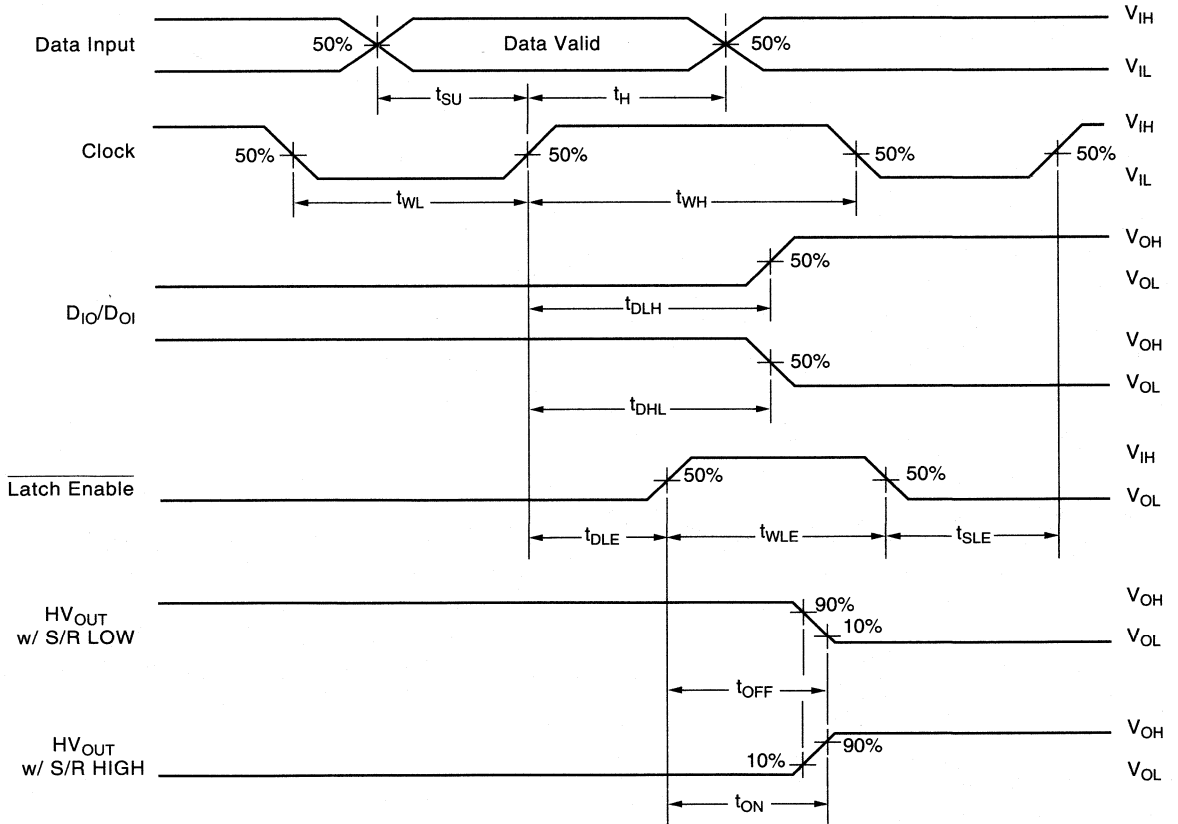 V_IH
Data Input 50% Data Valid 50%
V_IL
t_SU t_H
V_IH
Clock 50% 50% 50% 50%
V_IL
t_WL t_WH
V_OH
50%
V_OL
t_DLH
D_IO/D_OI
V_OH
50%
V_OL
t_DHL
V_IH
Latch Enable 50% 50%
V_OL
t_DLE t_WLE t_SLE
V_OH
HV_OUT 90%
w/ S/R LOW 10%
V_OL
t_OFF
V_OH
HV_OUT 90%
w/ S/R HIGH 10%
V_OL
t_ON